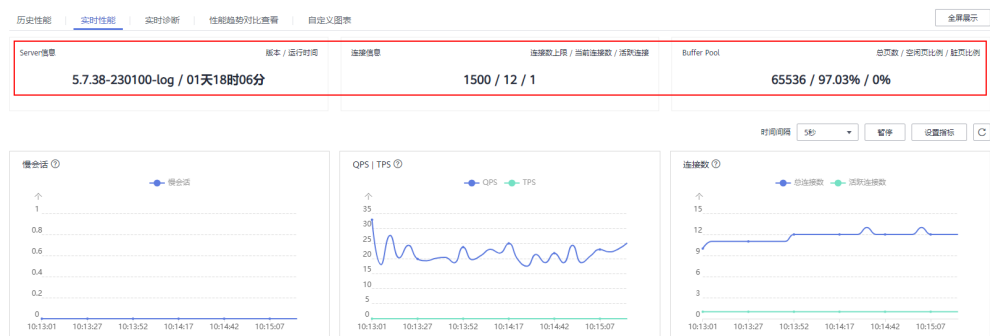 历史性能 实时性能 实时诊断 性能趋势对比查看 自定义图表 全屏展示
Server信息 版本 / 运行时间 连接信息 连接数上限 / 当前连接数 / 活跃连接 Buffer Pool 总页数 / 空闲页比例 / 脏页比例
5.7.38-230100-log / 01天18时06分 1500 / 12 / 1 65536 / 97.03% / 0%
时间间隔 5秒 暂停 设置指标
慢会话 QPS | TPS 连接数
慢会话 QPS TPS 总连接数 活跃连接数
个 个 个
1 35 15
0.8 30 12
0.6 25 9
0.4 20 6
0.2 15 3
0 10 0
5
0
10:13:01 10:13:27 10:13:52 10:14:17 10:14:42 10:15:07 10:13:01 10:13:27 10:13:52 10:14:17 10:14:42 10:15:07 10:13:01 10:13:27 10:13:52 10:14:17 10:14:42 10:15:07